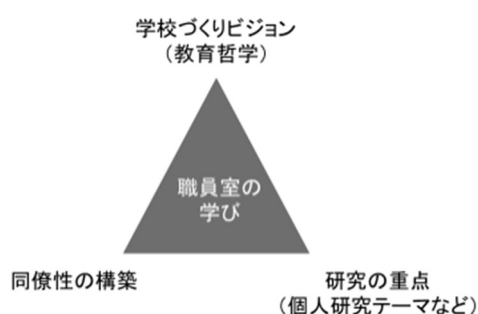 学校づくりビジョン
（教育哲学）
職員室の
学び
同僚性の構築
研究の重点
（個人研究テーマなど）